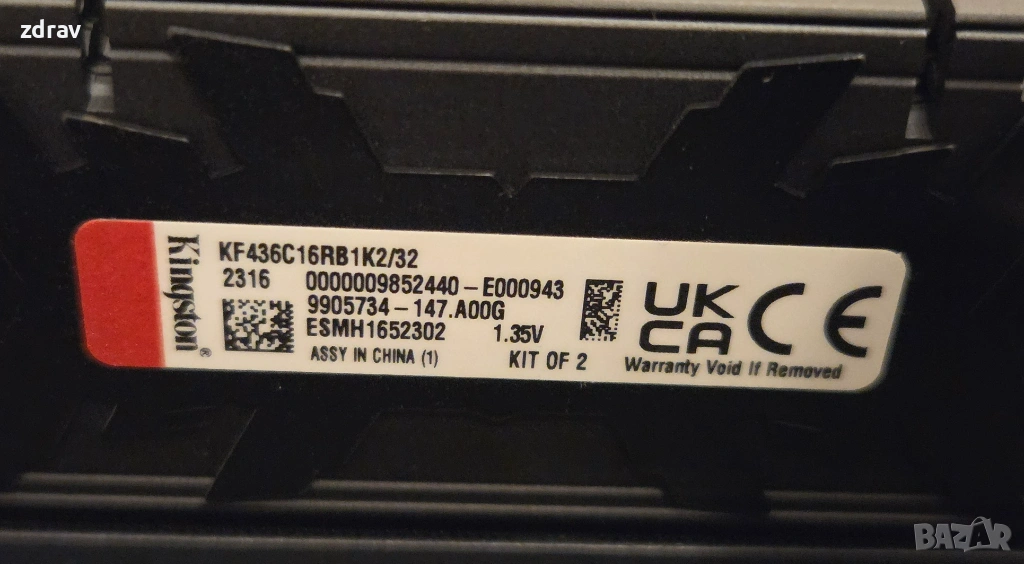 zdrav
Kingston®
KF436C16RB1K2/32
2316 0000009852440-E000943
9905734-147.A00G
ESMH1652302 1.35V
ASSY IN CHINA (1) KIT OF 2
UK
CA
CE
Warranty Void If Removed
BAZAR